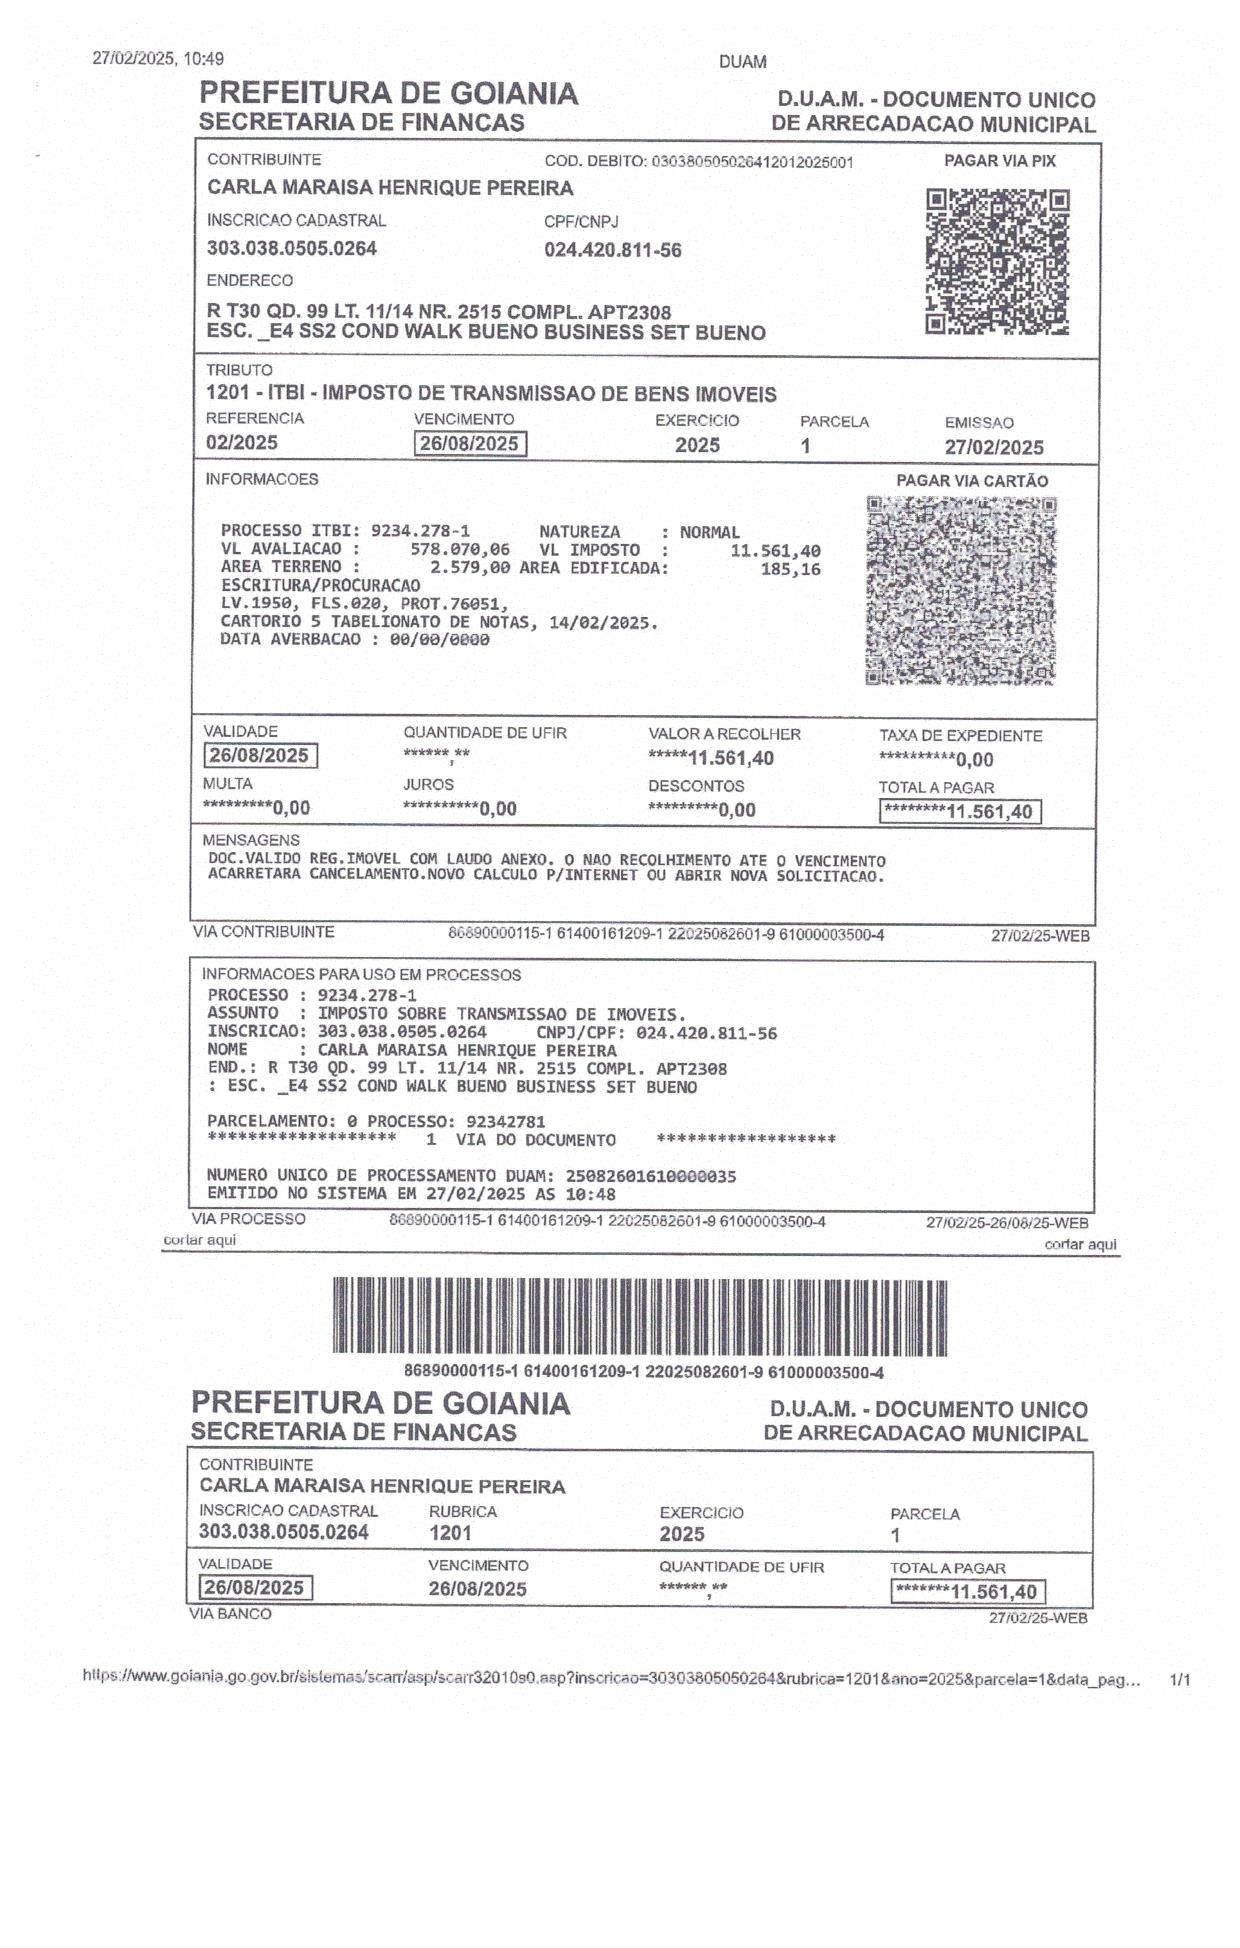 27/02/2025, 10:49 DUAM
PREFEITURA DE GOIANIA
SECRETARIA DE FINANCAS
D.U.A.M. - DOCUMENTO UNICO
DE ARRECADACAO MUNICIPAL
CONTRIBUINTE COD. DEBITO: 030380505026412012025001 PAGAR VIA PIX
CARLA MARAISA HENRIQUE PEREIRA
INSCRICAO CADASTRAL CPF/CNPJ
303.038.0505.0264 024.420.811-56
ENDERECO
R T30 QD. 99 LT. 11/14 NR. 2515 COMPL. APT2308
ESC. _E4 SS2 COND WALK BUENO BUSINESS SET BUENO
TRIBUTO
1201 - ITBI - IMPOSTO DE TRANSMISSAO DE BENS IMOVEIS
REFERENCIA VENCIMENTO EXERCICIO PARCELA EMISSAO
02/2025 26/08/2025 2025 1 27/02/2025
INFORMACOES PAGAR VIA CARTÃO
PROCESSO ITBI: 9234.278-1 NATUREZA : NORMAL
VL AVALIACAO : 578.070,06 VL IMPOSTO : 11.561,40
AREA TERRENO : 2.579,00 AREA EDIFICADA: 185,16
ESCRITURA/PROCURACAO
LV.1950, FLS.020, PROT.76051,
CARTORIO 5 TABELIONATO DE NOTAS, 14/02/2025.
DATA AVERBACAO : 00/00/0000
VALIDADE QUANTIDADE DE UFIR VALOR A RECOLHER TAXA DE EXPEDIENTE
26/08/2025 ******,** *****11.561,40 **********0,00
MULTA JUROS DESCONTOS TOTAL A PAGAR
*********0,00 **********0,00 *********0,00 ********11.561,40
MENSAGENS
DOC.VALIDO REG.IMOVEL COM LAUDO ANEXO. O NAO RECOLHIMENTO ATE O VENCIMENTO
ACARRETARA CANCELAMENTO.NOVO CALCULO P/INTERNET OU ABRIR NOVA SOLICITACAO.
VIA CONTRIBUINTE 86890000115-1 61400161209-1 22025082601-9 61000003500-4 27/02/25-WEB
INFORMACOES PARA USO EM PROCESSOS
PROCESSO : 9234.278-1
ASSUNTO : IMPOSTO SOBRE TRANSMISSAO DE IMOVEIS.
INSCRICAO: 303.038.0505.0264 CNPJ/CPF: 024.420.811-56
NOME : CARLA MARAISA HENRIQUE PEREIRA
END.: R T30 QD. 99 LT. 11/14 NR. 2515 COMPL. APT2308
: ESC. _E4 SS2 COND WALK BUENO BUSINESS SET BUENO
PARCELAMENTO: 0 PROCESSO: 92342781
******************* 1 VIA DO DOCUMENTO ******************
NUMERO UNICO DE PROCESSAMENTO DUAM: 25082601610000035
EMITIDO NO SISTEMA EM 27/02/2025 AS 10:48
VIA PROCESSO 86890000115-1 61400161209-1 22025082601-9 61000003500-4 27/02/25-26/08/25-WEB
cortar aqui cortar aqui
86890000115-1 61400161209-1 22025082601-9 61000003500-4
PREFEITURA DE GOIANIA
SECRETARIA DE FINANCAS
D.U.A.M. - DOCUMENTO UNICO
DE ARRECADACAO MUNICIPAL
CONTRIBUINTE
CARLA MARAISA HENRIQUE PEREIRA
INSCRICAO CADASTRAL RUBRICA EXERCICIO PARCELA
303.038.0505.0264 1201 2025 1
VALIDADE VENCIMENTO QUANTIDADE DE UFIR TOTAL A PAGAR
26/08/2025 26/08/2025 ******,** *******11.561,40
VIA BANCO 27/02/25-WEB
https://www.goiania.go.gov.br/sistemas/scarr/asp/scarr32010s0.asp?inscricao=30303805050264&rubrica=1201&ano=2025&parcela=1&data_pag... 1/1